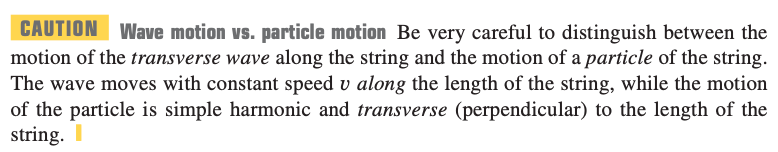 CAUTION Wave motion vs. particle motion Be very careful to distinguish between the
motion of the transverse wave along the string and the motion of a particle of the string.
The wave moves with constant speed v along the length of the string, while the motion
of the particle is simple harmonic and transverse (perpendicular) to the length of the
string.